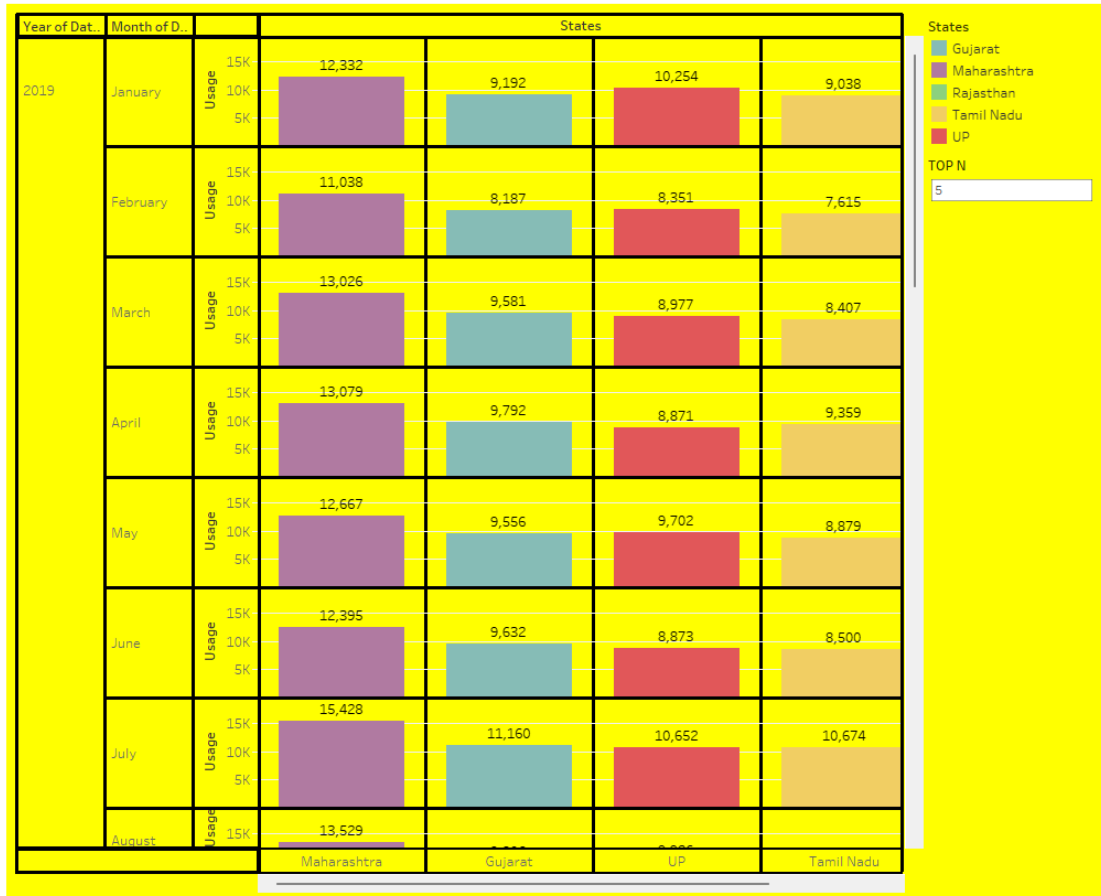 Year of Dat.. Month of D.. States
2019 January Usage 15K 10K 5K 12,332 9,192 10,254 9,038
February Usage 15K 10K 5K 11,038 8,187 8,351 7,615
March Usage 15K 10K 5K 13,026 9,581 8,977 8,407
April Usage 15K 10K 5K 13,079 9,792 8,871 9,359
May Usage 15K 10K 5K 12,667 9,556 9,702 8,879
June Usage 15K 10K 5K 12,395 9,632 8,873 8,500
July Usage 15K 10K 5K 15,428 11,160 10,652 10,674
August Usage 15K 13,529
Maharashtra Gujarat UP Tamil Nadu
States
Gujarat
Maharashtra
Rajasthan
Tamil Nadu
UP
TOP N
5